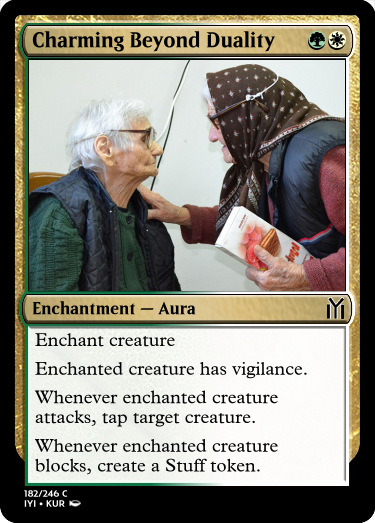 Charming Beyond Duality
Enchantment — Aura
Enchant creature
Enchanted creature has vigilance.
Whenever enchanted creature
attacks, tap target creature.
Whenever enchanted creature
blocks, create a Stuff token.
182/246 C
IYI • KUR